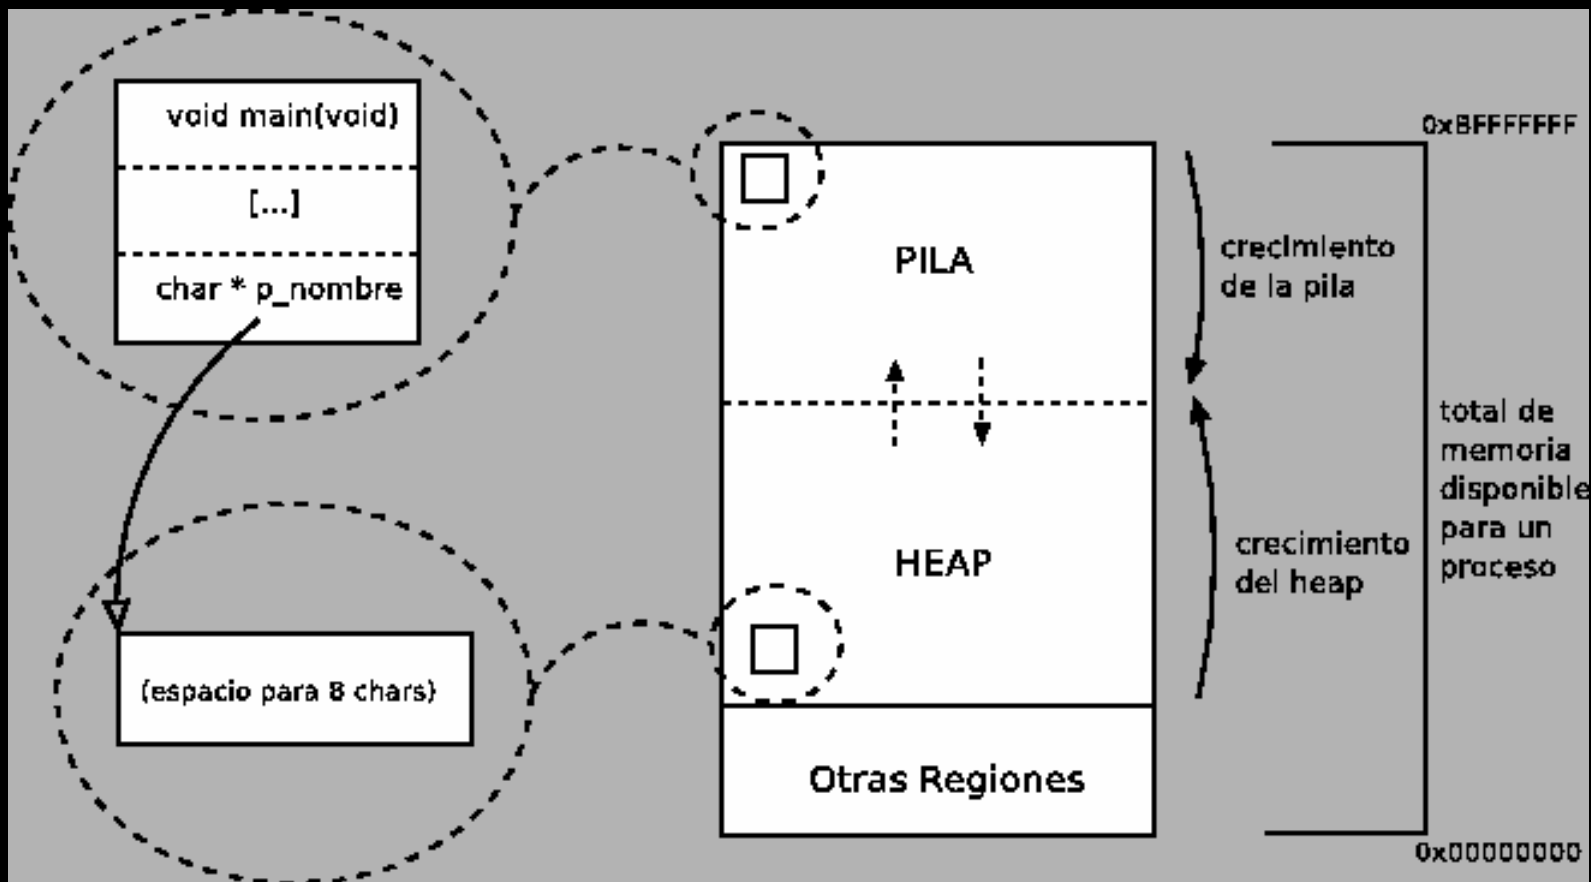 void main(void)
[...]
char * p_nombre
(espacio para 8 chars)
PILA
HEAP
Otras Regiones
crecimiento
de la pila
crecimiento
del heap
0xBFFFFFFF
total de
memoria
disponible
para un
proceso
0x00000000